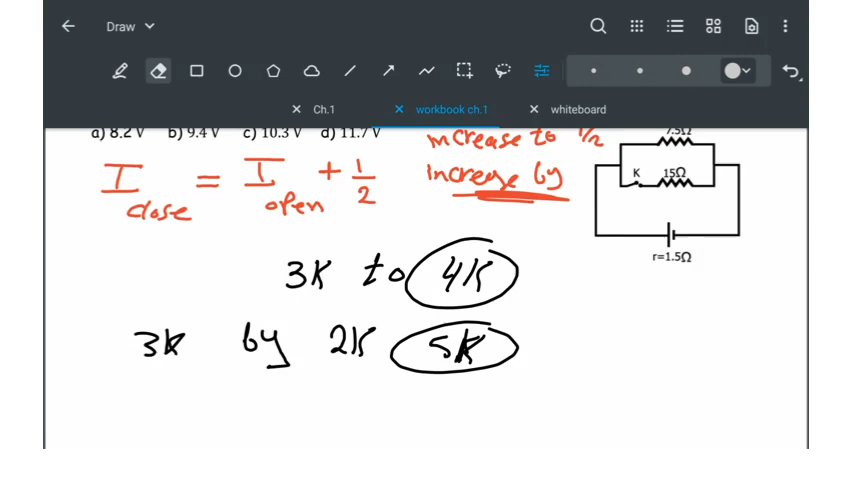 Draw
Ch.1
workbook ch.1
whiteboard
a) 8.2 V b) 9.4 V c) 10.3 V d) 11.7 V
increase to 1/2
7.5Ω
I close = I open + 1/2
increase by
K
15Ω
r=1.5Ω
3K to 4K
3K by 2K 5K